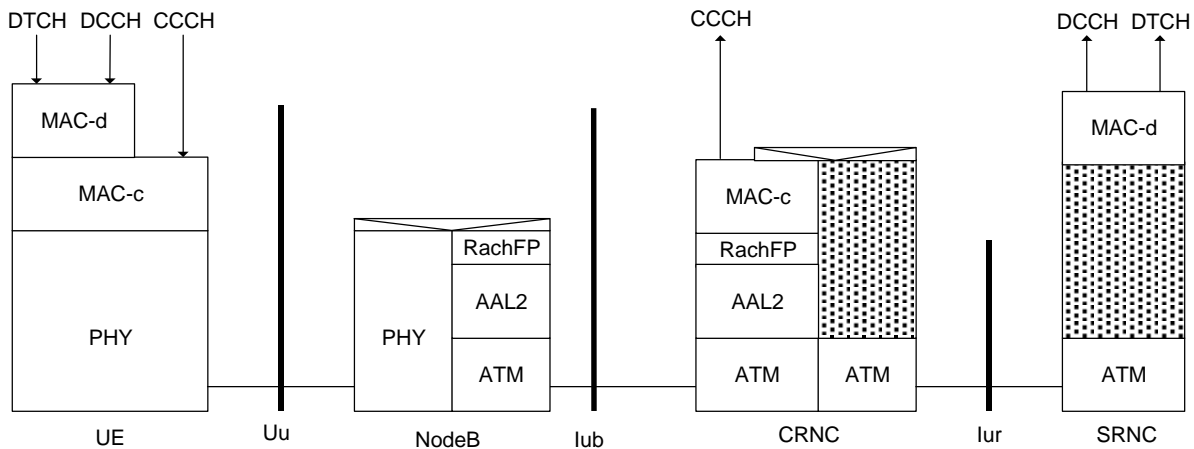 DTCH DCCH CCCH CCCH DCCH DTCH
MAC-d MAC-d
MAC-c MAC-c
RachFP RachFP
AAL2 AAL2
PHY PHY
ATM ATM ATM ATM
UE Uu NodeB Iub CRNC Iur SRNC